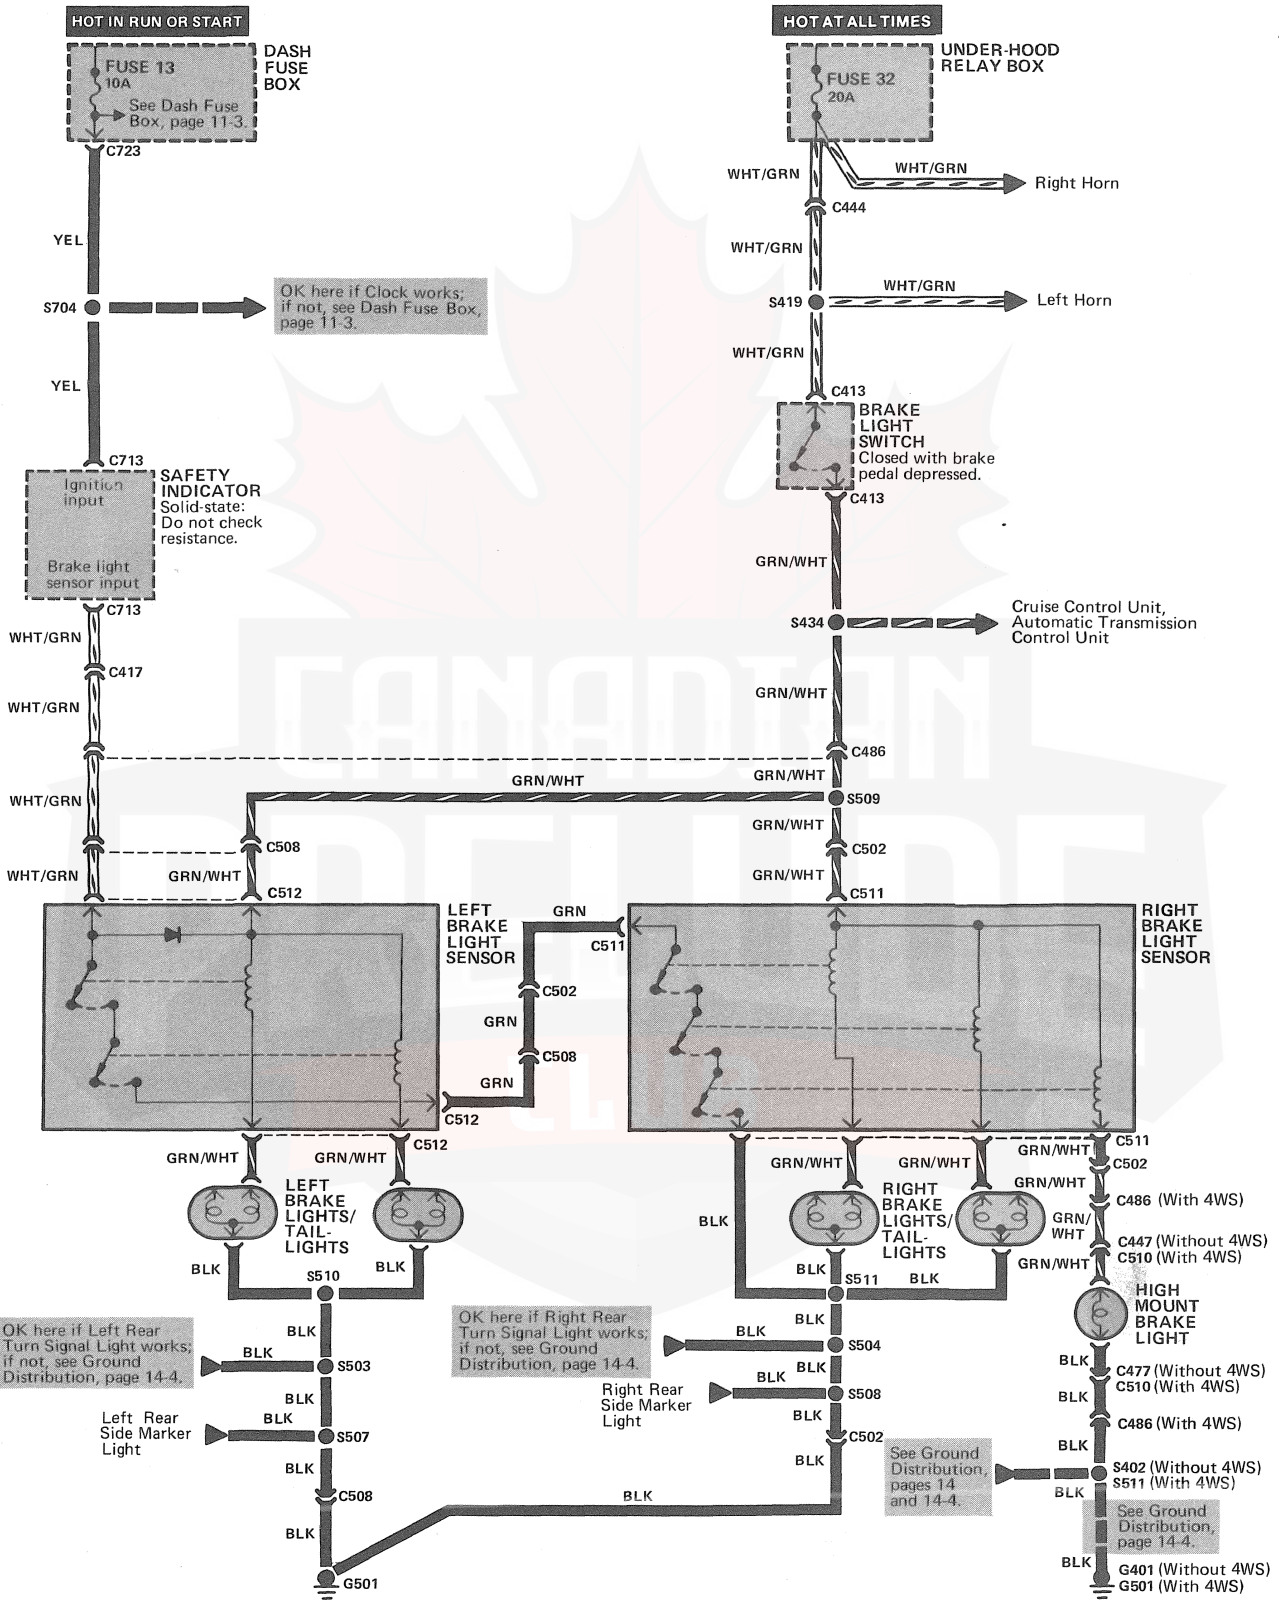 HOT IN RUN OR START
DASH
FUSE
BOX
FUSE 13
10A
See Dash Fuse
Box, page 11-3.
C723
YEL
S704
OK here if Clock works;
if not, see Dash Fuse Box,
page 11-3.
YEL
C713
Ignition
input
SAFETY
INDICATOR
Solid-state:
Do not check
resistance.
Brake light
sensor input
C713
WHT/GRN
C417
WHT/GRN
WHT/GRN
WHT/GRN
HOT AT ALL TIMES
UNDER-HOOD
RELAY BOX
FUSE 32
20A
WHT/GRN
WHT/GRN
Right Horn
C444
WHT/GRN
S419
WHT/GRN
Left Horn
WHT/GRN
C413
BRAKE
LIGHT
SWITCH
Closed with brake
pedal depressed.
C413
GRN/WHT
S434
Cruise Control Unit,
Automatic Transmission
Control Unit
GRN/WHT
C486
GRN/WHT
GRN/WHT
S509
GRN/WHT
C508
C502
GRN/WHT
GRN/WHT
C512
C511
CANADIAN
PRELUDE
CLUB
LEFT
BRAKE
LIGHT
SENSOR
GRN
C511
C502
GRN
C508
GRN
C512
RIGHT
BRAKE
LIGHT
SENSOR
C512
GRN/WHT
GRN/WHT
LEFT
BRAKE
LIGHTS/
TAIL-
LIGHTS
BLK
BLK
S510
BLK
OK here if Left Rear
Turn Signal Light works;
if not, see Ground
Distribution, page 14-4.
BLK
S503
BLK
Left Rear
Side Marker
Light
BLK
S507
BLK
C508
BLK
G501
C511
GRN/WHT
GRN/WHT
GRN/WHT
C502
GRN/WHT
C486 (With 4WS)
GRN/
WHT
C447 (Without 4WS)
C510 (With 4WS)
GRN/WHT
RIGHT
BRAKE
LIGHTS/
TAIL-
LIGHTS
BLK
BLK
S511
BLK
BLK
OK here if Right Rear
Turn Signal Light works;
if not, see Ground
Distribution, page 14-4.
BLK
S504
BLK
Right Rear
Side Marker
Light
BLK
S508
BLK
C502
BLK
BLK
HIGH
MOUNT
BRAKE
LIGHT
BLK
C477 (Without 4WS)
C510 (With 4WS)
BLK
C486 (With 4WS)
BLK
See Ground
Distribution,
pages 14
and 14-4.
S402 (Without 4WS)
S511 (With 4WS)
BLK
See Ground
Distribution,
page 14-4.
BLK
G401 (Without 4WS)
G501 (With 4WS)